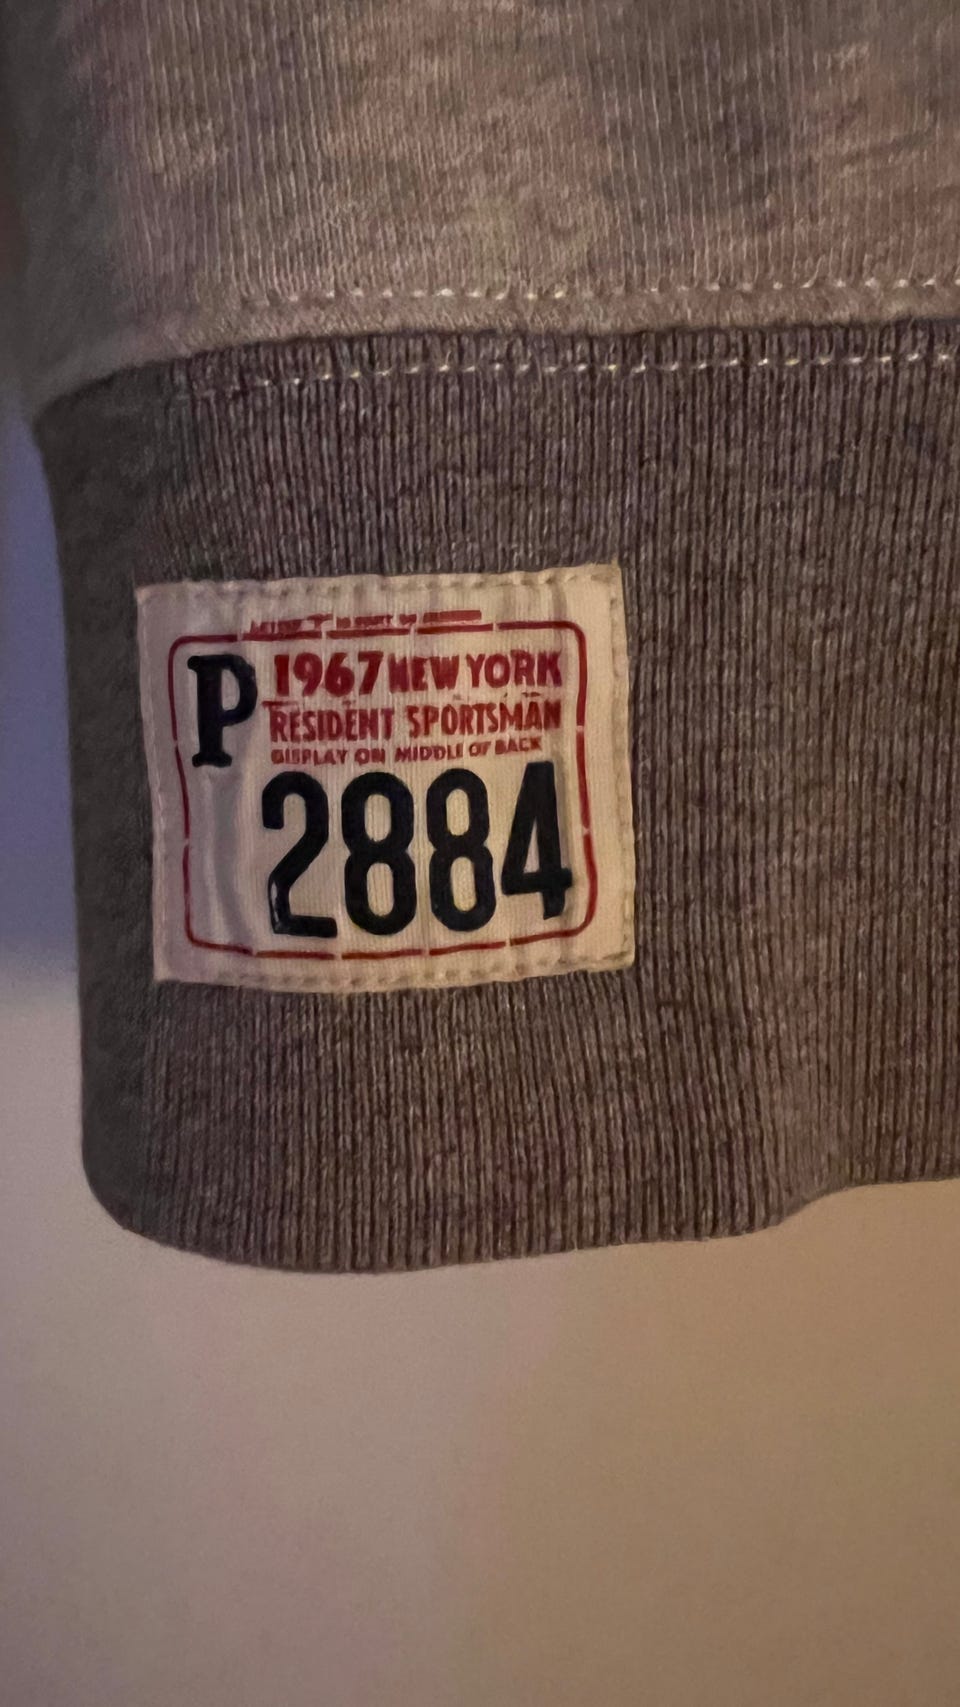 P
1967 NEW YORK
RESIDENT SPORTSMAN
DISPLAY ON MIDDLE OF BACK
2884